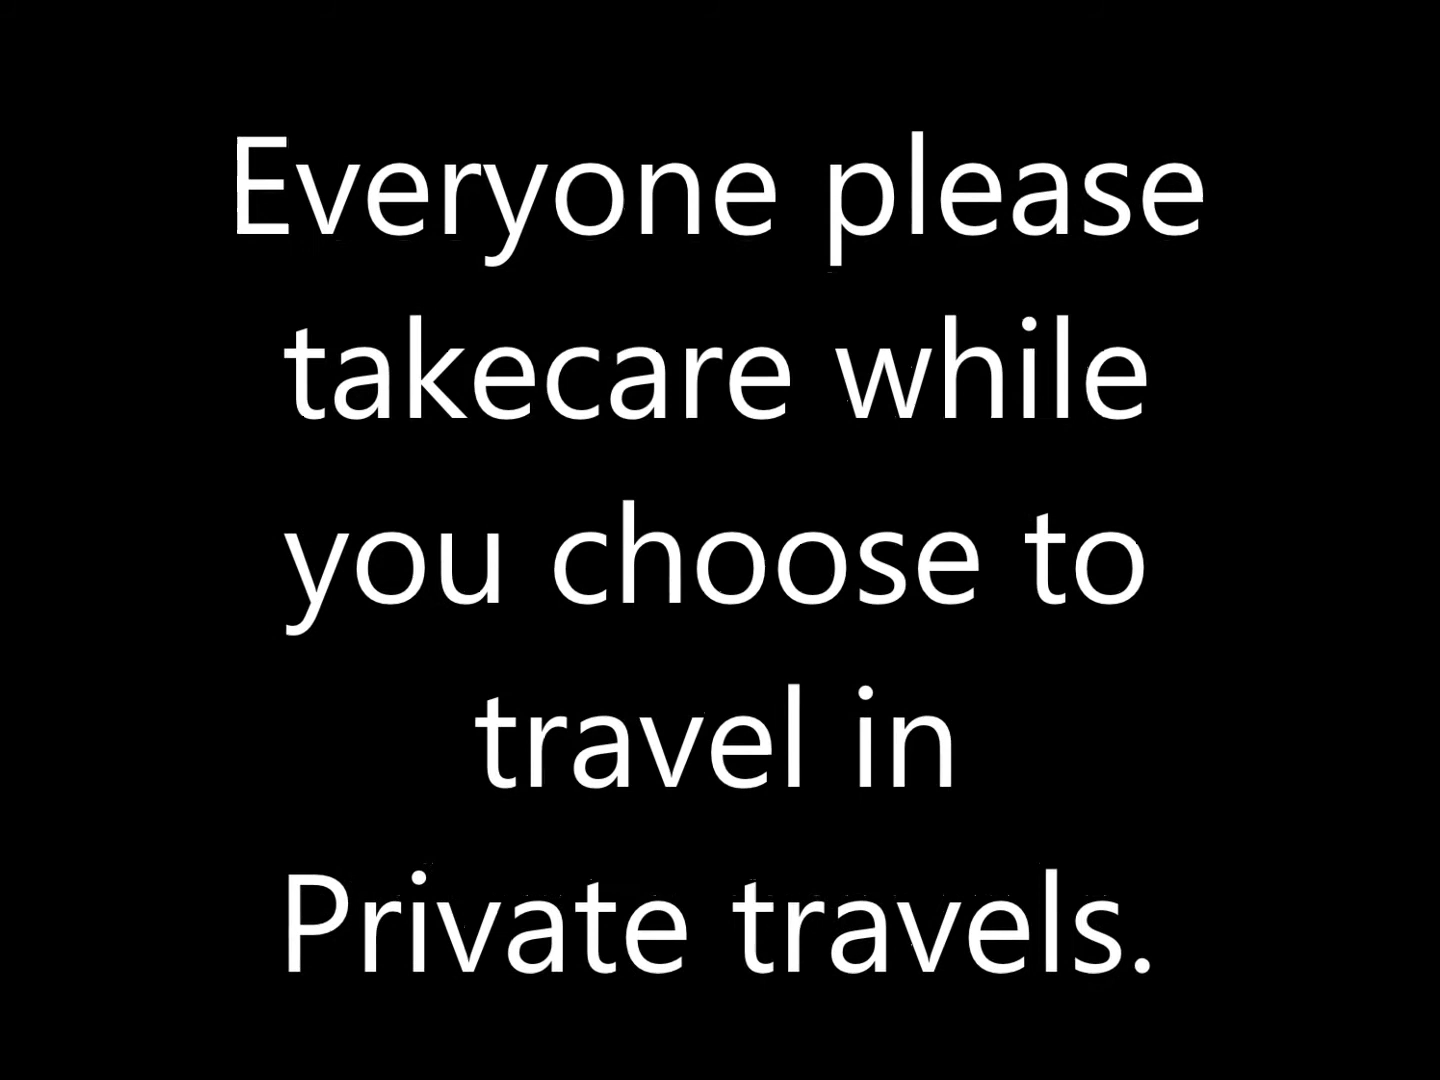 Everyone please
takecare while
you choose to
travel in
Private travels.